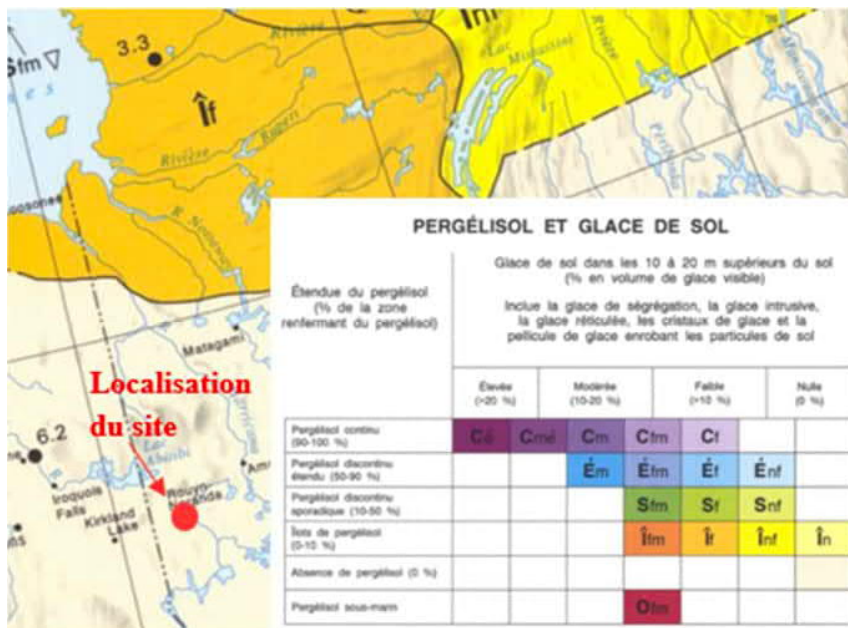 Rivière
Înf
3.3
Lac
Mistassini
Rivière
Sfm
Îf
Rupert
Rivière
R. Nottaway
Péribonka
Matagami
Localisation
du site
6.2
Lac
Abitibi
Iroquois
Falls
Kirkland
Lake
Rouyn-
PERGÉLISOL ET GLACE DE SOL
Étendue du pergélisol
(% de la zone
renfermant du pergélisol)
Glace de sol dans les 10 à 20 m supérieurs du sol
(% en volume de glace visible)
Inclue la glace de ségrégation, la glace intrusive,
la glace réticulée, les cristaux de glace et la
pellicule de glace enrobant les particules de sol
Élevée
(>20 %)
Modérée
(10-20 %)
Faible
(>10 %)
Nulle
(0 %)
Pergélisol continu
(90-100 %)
Cé Cmé Cm Cfm Cf
Pergélisol discontinu
étendu (50-90 %)
Ém Éfm Éf Énf
Pergélisol discontinu
sporadique (10-50 %)
Sfm Sf Snf
Îlots de pergélisol
(0-10 %)
Îfm Îf Înf În
Absence de pergélisol (0 %)
Pergélisol sous-marin
Ofm